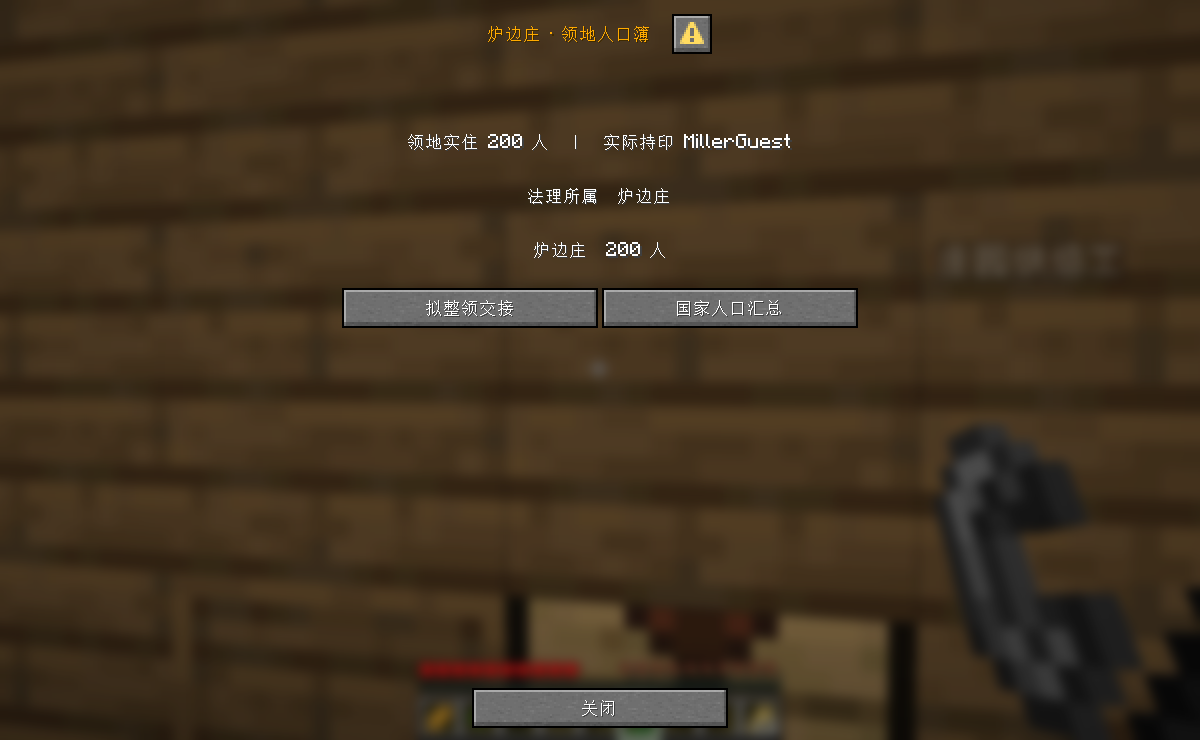 炉边庄 · 领地人口簿
领地实住 200 人 | 实际持印 MillerGuest
法理所属 炉边庄
炉边庄 200 人
拟整领交接 国家人口汇总
关闭